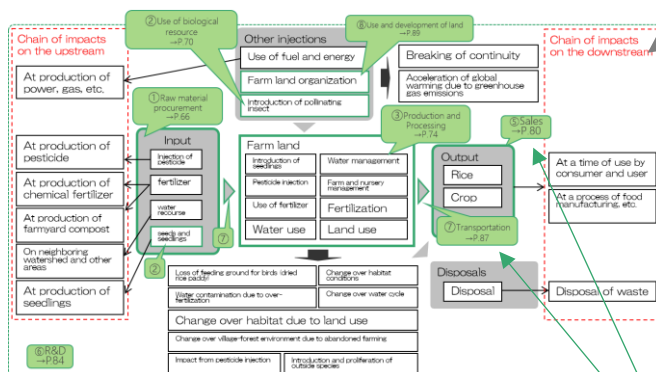 Chain of impacts
on the upstream
②Use of biological
resource
→P.70
Other injections
⑧Use and development of land
→P.89
Chain of impacts
on the downstream
Use of fuel and energy
Farm land organization
Introduction of pollinating
insect
Breaking of continuity
Acceleration of global
warming due to greenhouse
gas emissions
At production of
power, gas, etc.
①Raw material
procurement
→P.66
③Production and
Processing
→P.74
⑤Sales
→P.80
At production of
pesticide
At production of
chemical fertilizer
At production of
farmyard compost
On neighboring
watershed and other
areas
At production of
seedlings
Input
Injection of
pesticide
fertilizer
water
recourse
seeds and
seedlings
②
⑦
Farm land
Introduction of
seedlings
Water management
Pesticide injection
Farm and nursery
management
Use of fertilizer
Fertilization
Water use
Land use
Output
Rice
Crop
⑦Transportation
→P.87
At a time of use by
consumer and user
At a process of food
manufacturing, etc.
Loss of feeding ground for birds (dried
rice paddy)
Change over habitat
conditions
Water contamination due to over-
fertilization
Change over water cycle
Change over habitat due to land use
Change over village-forest environment due to abandoned farming
Impact from pesticide injection
Introduction and proliferation of
outside species
Disposals
Disposal
Disposal of waste
⑥R&D
→P.84